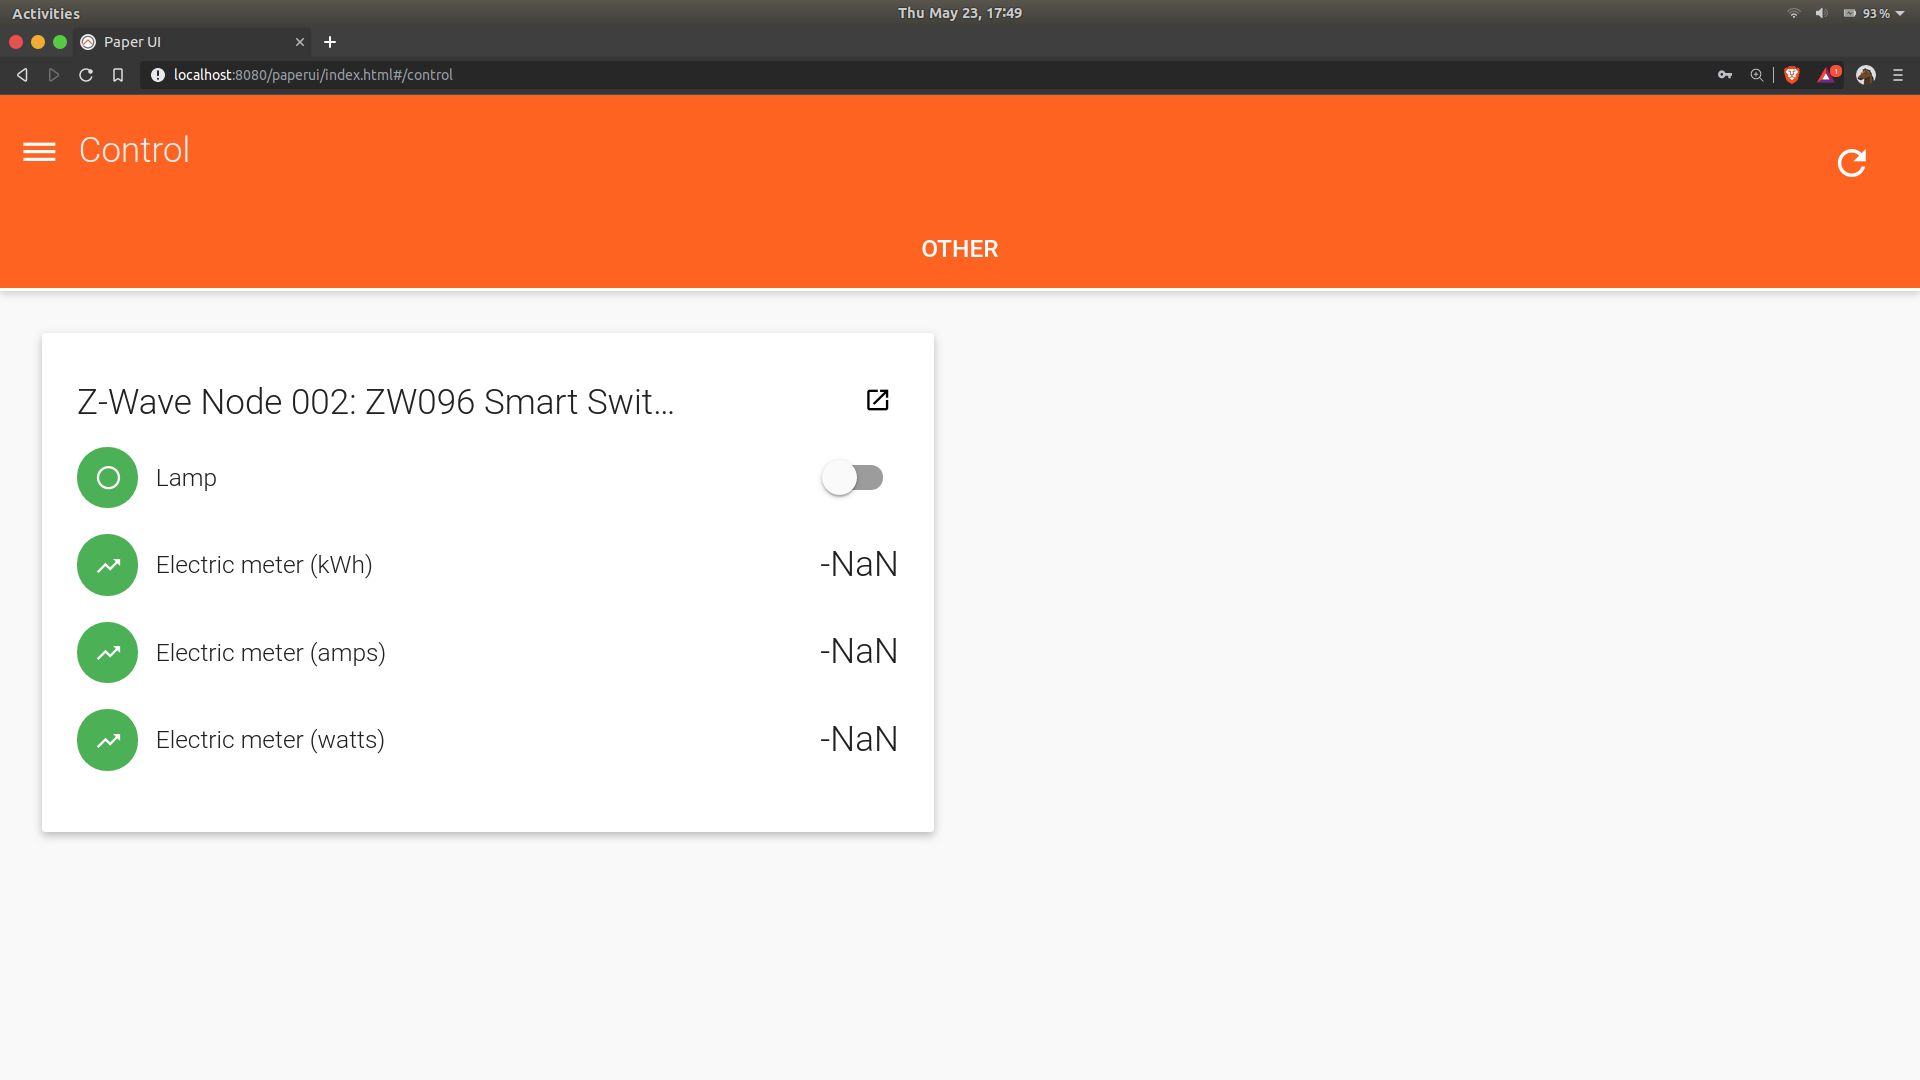 Activities
Thu May 23, 17:49
93 %
Paper UI
localhost:8080/paperui/index.html#/control
1
Control
OTHER
Z-Wave Node 002: ZW096 Smart Swit...
Lamp
Electric meter (kWh)
-NaN
Electric meter (amps)
-NaN
Electric meter (watts)
-NaN